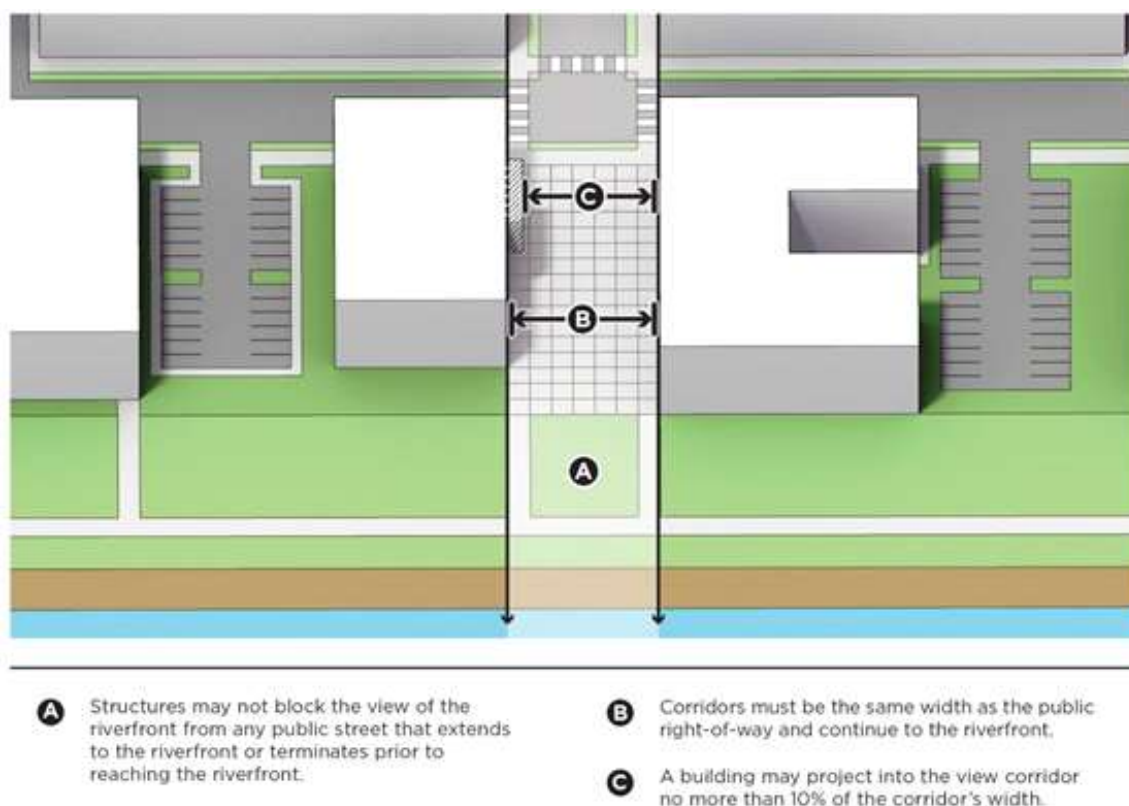 C
B
A
A Structures may not block the view of the
riverfront from any public street that extends
to the riverfront or terminates prior to
reaching the riverfront.
B Corridors must be the same width as the public
right-of-way and continue to the riverfront.
C A building may project into the view corridor
no more than 10% of the corridor's width.